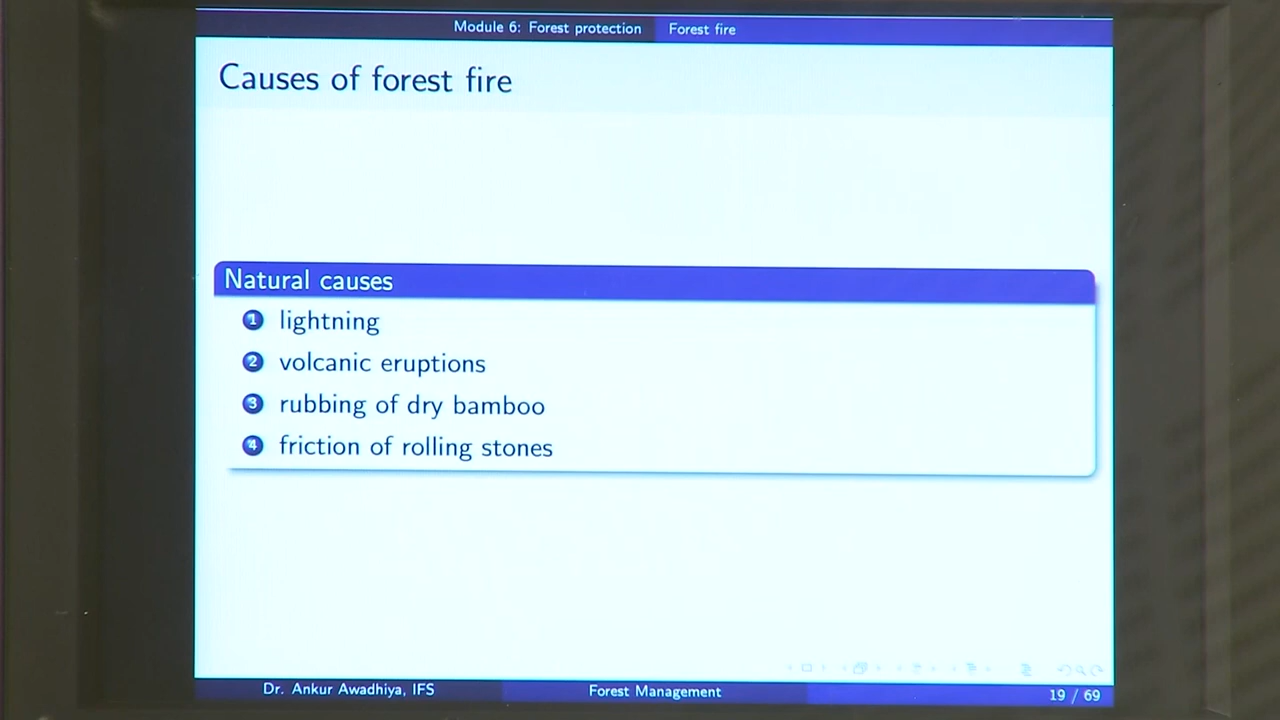 Module 6: Forest protection Forest fire
Causes of forest fire
Natural causes
1 lightning
2 volcanic eruptions
3 rubbing of dry bamboo
4 friction of rolling stones
Dr. Ankur Awadhiya, IFS Forest Management 19 / 69